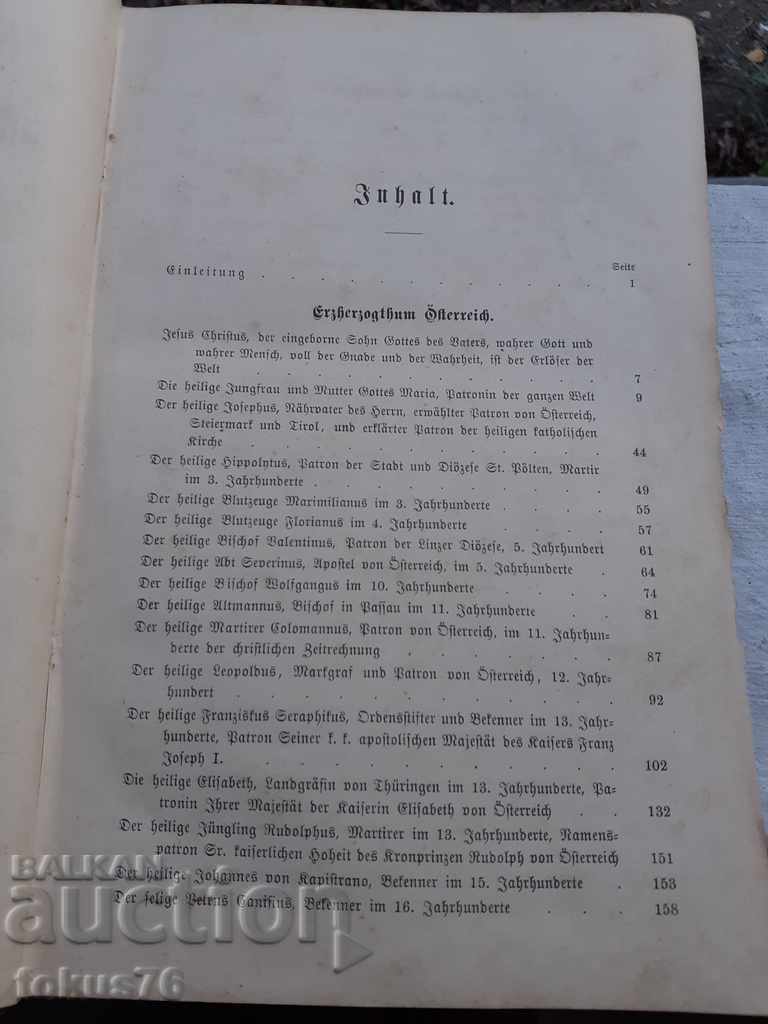 Inhalt.
Seite
Einleitung . . . . . . . . . . . 1
Erzherzogthum Österreich.
Jesus Christus, der eingeborne Sohn Gottes des Vaters, wahrer Gott und
wahrer Mensch, voll der Gnade und der Wahrheit, ist der Erlöser der
Welt . . . . . . . . . . . 7
Die heilige Jungfrau und Mutter Gottes Maria, Patronin der ganzen Welt 9
Der heilige Josephus, Nährvater des Herrn, erwählter Patron von Österreich,
Steiermark und Tirol, und erklärter Patron der heiligen katholischen
Kirche . . . . . . . . . . . 44
Der heilige Hippolytus, Patron der Stadt und Diözese St. Pölten, Martir
im 3. Jahrhunderte . . . . . . . . . 49
Der heilige Blutzeuge Maximilianus im 3. Jahrhunderte . . . . 55
Der heilige Blutzeuge Florianus im 4. Jahrhunderte . . . . 57
Der heilige Bischof Valentinus, Patron der Linzer Diözese, 5. Jahrhundert 61
Der heilige Abt Severinus, Apostel von Österreich, im 5. Jahrhunderte . 64
Der heilige Bischof Wolfgangus im 10. Jahrhunderte . . . . 74
Der heilige Altmannus, Bischof in Passau im 11. Jahrhunderte . . 81
Der heilige Martirer Colomannus, Patron von Österreich, im 11. Jahrhun-
derte der christlichen Zeitrechnung . . . . . . 87
Der heilige Leopoldus, Markgraf und Patron von Österreich, 12. Jahr-
hundert . . . . . . . . . . . 92
Der heilige Franziskus Seraphikus, Ordensstifter und Bekenner im 13. Jahr-
hunderte, Patron Seiner k. k. apostolischen Majestät des Kaisers Franz
Joseph I. . . . . . . . . . . 102
Die heilige Elisabeth, Landgräfin von Thüringen im 13. Jahrhunderte, Pa-
tronin Ihrer Majestät der Kaiserin Elisabeth von Österreich . . 132
Der heilige Jüngling Rudolphus, Martirer im 13. Jahrhunderte, Namens-
patron Sr. kaiserlichen Hoheit des Kronprinzen Rudolph von Österreich 151
Der heilige Johannes von Kapistrano, Bekenner im 15. Jahrhunderte . 153
Der selige Petrus Canisius, Bekenner im 16. Jahrhunderte . . . 158
BALKAN
auction
tokus76